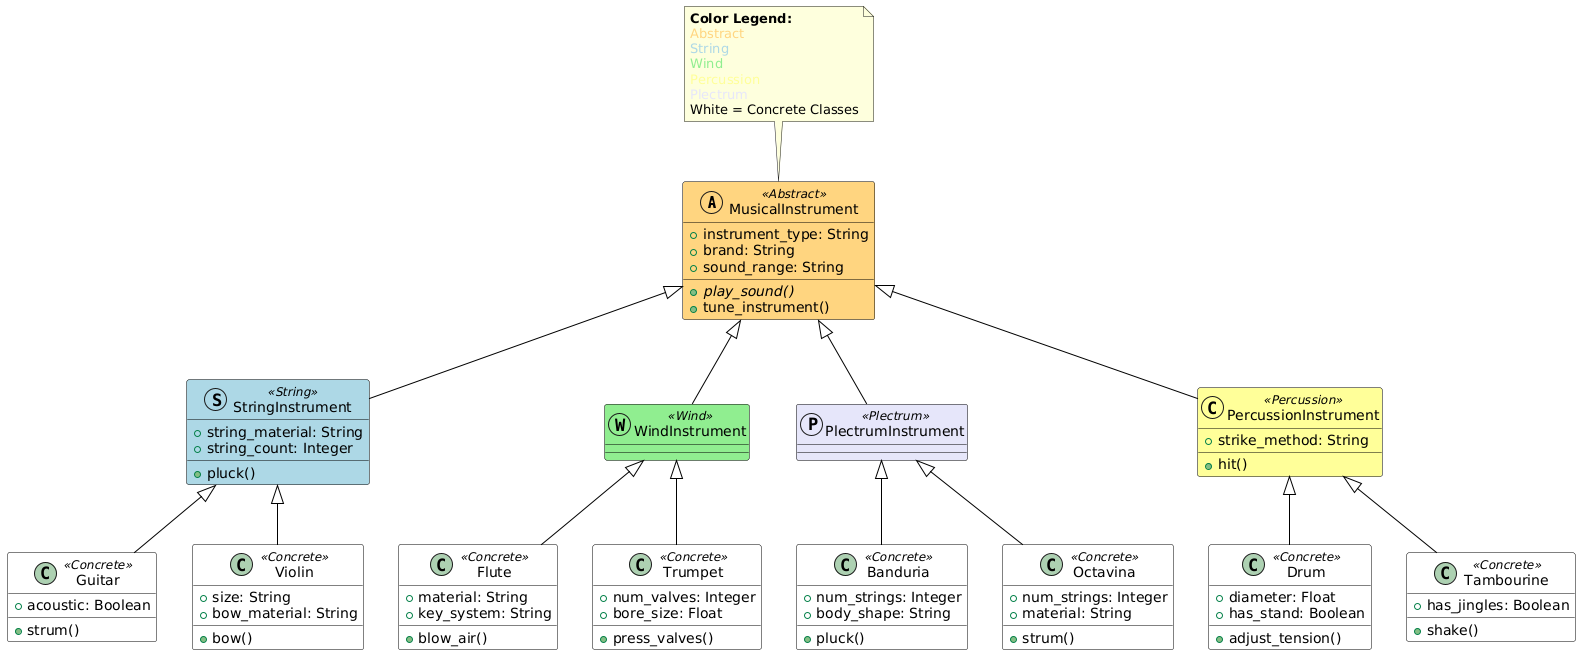 Color Legend:
Abstract
String
Wind
Percussion
Plectrum
White = Concrete Classes
A
«Abstract»
MusicalInstrument
instrument_type: String
brand: String
sound_range: String
play_sound()
tune_instrument()
S
«String»
StringInstrument
string_material: String
string_count: Integer
pluck()
W
«Wind»
WindInstrument
P
«Plectrum»
PlectrumInstrument
C
«Percussion»
PercussionInstrument
strike_method: String
hit()
C
«Concrete»
Guitar
acoustic: Boolean
strum()
C
«Concrete»
Violin
size: String
bow_material: String
bow()
C
«Concrete»
Flute
material: String
key_system: String
blow_air()
C
«Concrete»
Trumpet
num_valves: Integer
bore_size: Float
press_valves()
C
«Concrete»
Banduria
num_strings: Integer
body_shape: String
pluck()
C
«Concrete»
Octavina
num_strings: Integer
material: String
strum()
C
«Concrete»
Drum
diameter: Float
has_stand: Boolean
adjust_tension()
C
«Concrete»
Tambourine
has_jingles: Boolean
shake()